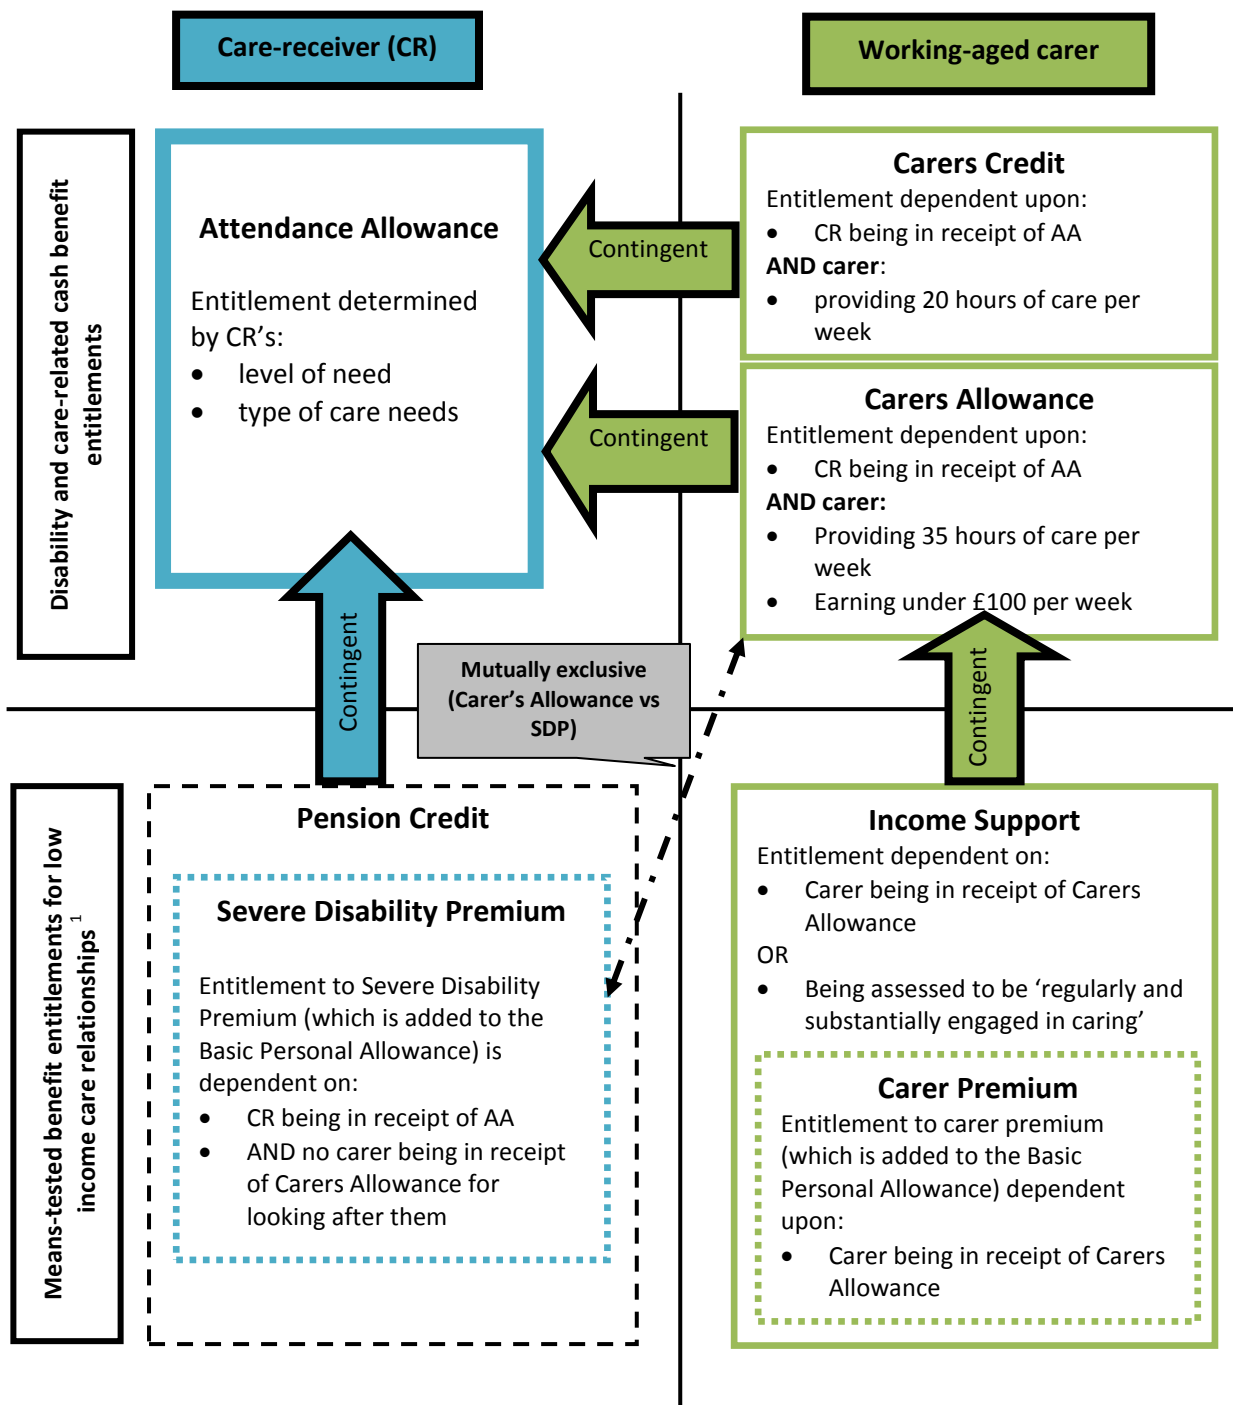 Care-receiver (CR)
Working-aged carer
Disability and care-related cash benefit
entitlements
Attendance Allowance
Entitlement determined
by CR’s:
• level of need
• type of care needs
Contingent
Contingent
Carers Credit
Entitlement dependent upon:
• CR being in receipt of AA
AND carer:
• providing 20 hours of care per
week
Carers Allowance
Entitlement dependent upon:
• CR being in receipt of AA
AND carer:
• Providing 35 hours of care per
week
• Earning under £100 per week
Contingent
Mutually exclusive
(Carer’s Allowance vs
SDP)
Contingent
Means-tested benefit entitlements for low
income care relationships 1
Pension Credit
Severe Disability Premium
Entitlement to Severe Disability
Premium (which is added to the
Basic Personal Allowance) is
dependent on:
• CR being in receipt of AA
• AND no carer being in receipt
of Carers Allowance for
looking after them
Income Support
Entitlement dependent on:
• Carer being in receipt of Carers
Allowance
OR
• Being assessed to be ‘regularly and
substantially engaged in caring’
Carer Premium
Entitlement to carer premium
(which is added to the Basic
Personal Allowance) dependent
upon:
• Carer being in receipt of Carers
Allowance